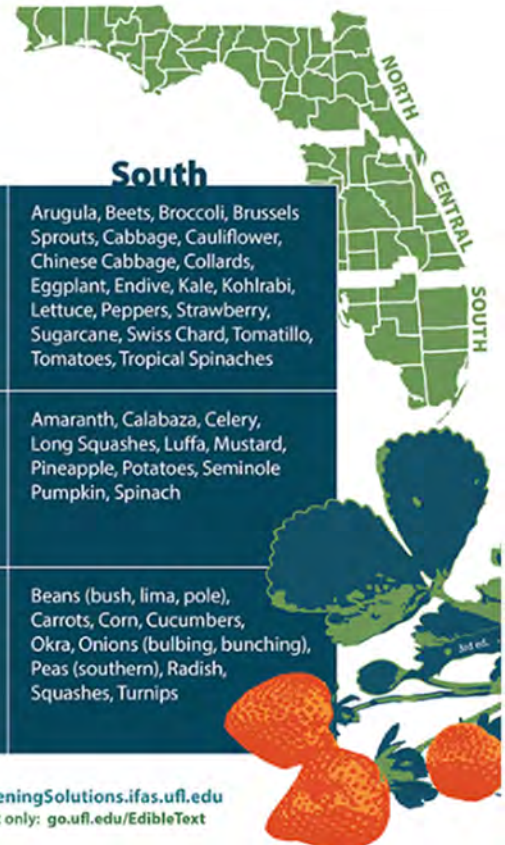 NORTH
CENTRAL
SOUTH
South
Arugula, Beets, Broccoli, Brussels
Sprouts, Cabbage, Cauliflower,
Chinese Cabbage, Collards,
Eggplant, Endive, Kale, Kohlrabi,
Lettuce, Peppers, Strawberry,
Sugarcane, Swiss Chard, Tomatillo,
Tomatoes, Tropical Spinaches
Amaranth, Calabaza, Celery,
Long Squashes, Luffa, Mustard,
Pineapple, Potatoes, Seminole
Pumpkin, Spinach
Beans (bush, lima, pole),
Carrots, Corn, Cucumbers,
Okra, Onions (bulbing, bunching),
Peas (southern), Radish,
Squashes, Turnips
3rd ed.
eningSolutions.ifas.ufl.edu
only: go.ufl.edu/EdibleText